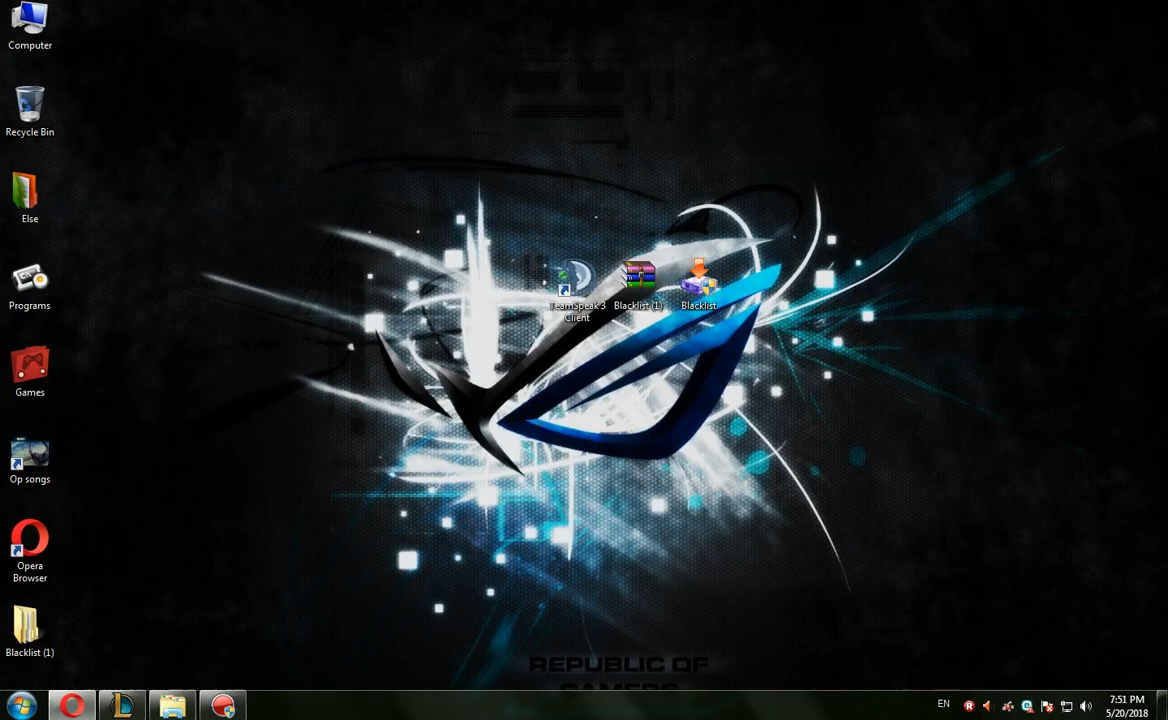 Computer
Recycle Bin
Else
Programs
Games
Op songs
Opera
Browser
Blacklist (1)
TeamSpeak 3
Client
Blacklist (1)
Blacklist
REPUBLIC OF
GAMERS
EN
7:51 PM
5/20/2018